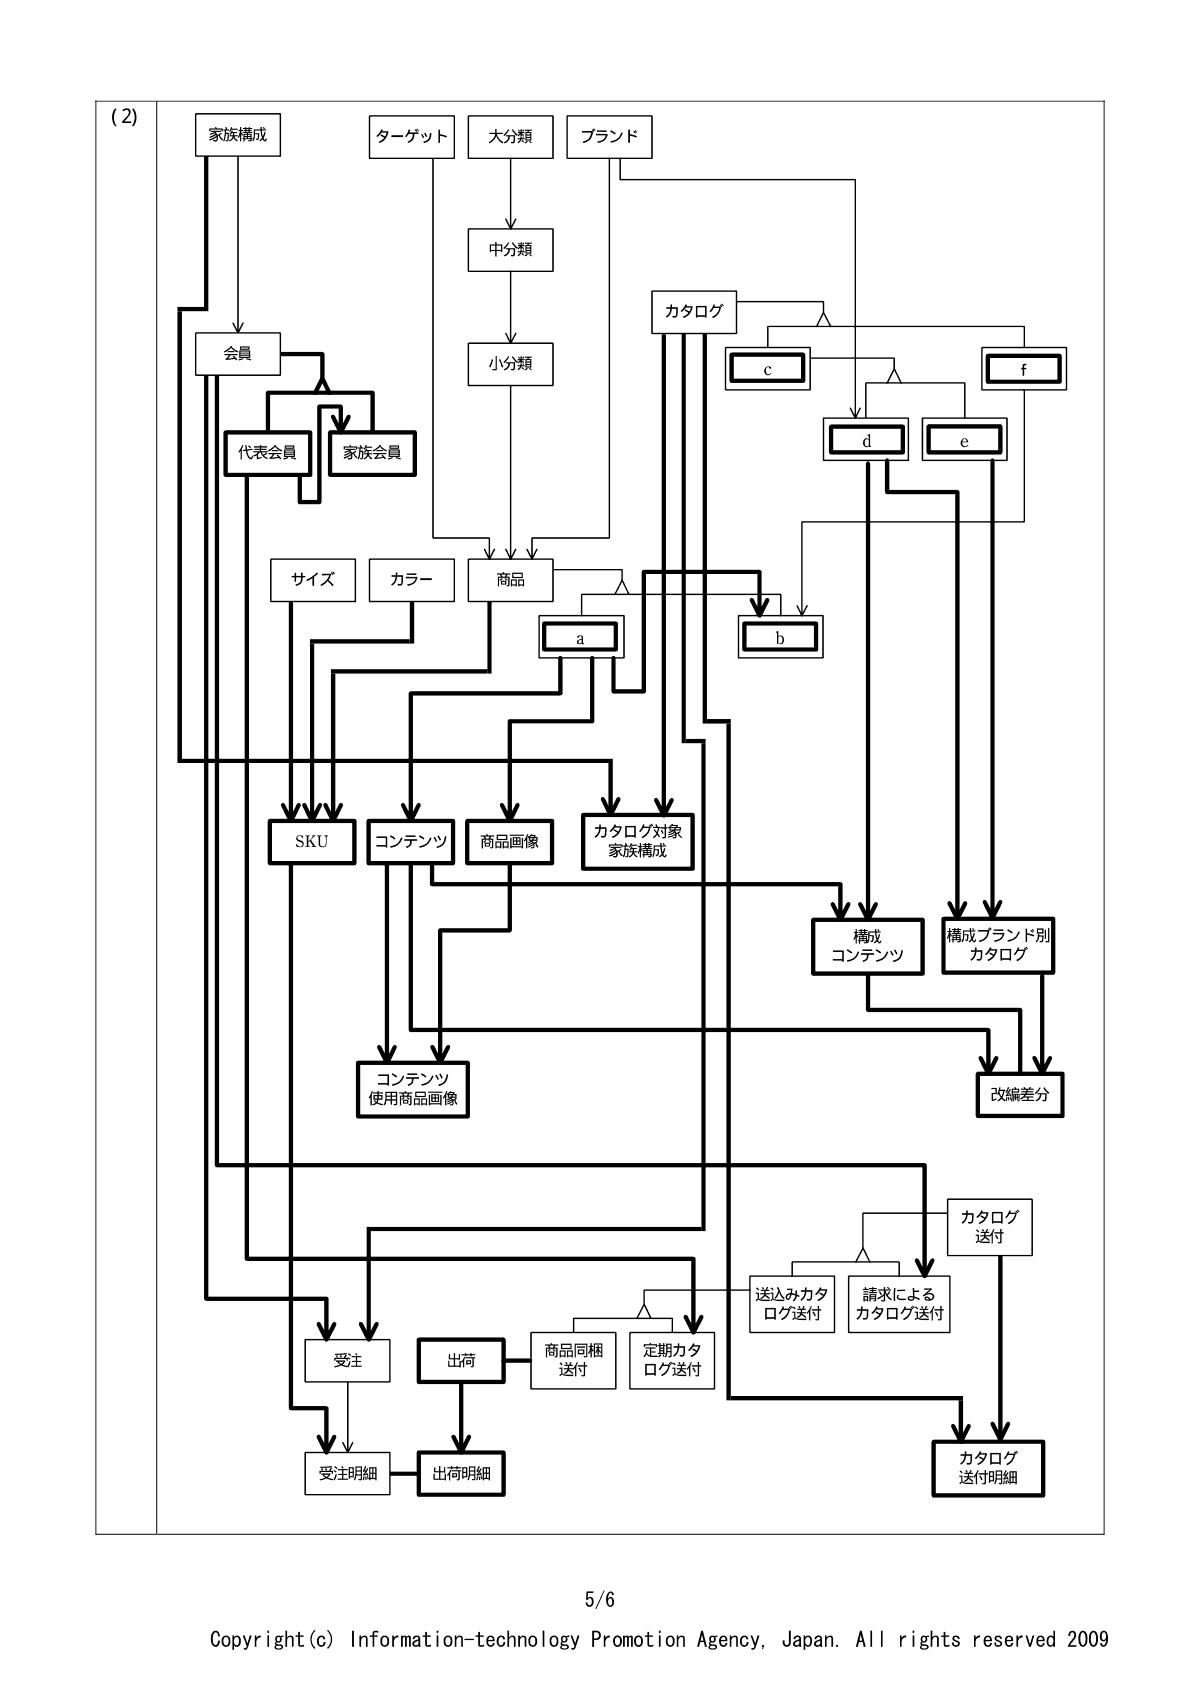 (2)
家族構成
ターゲット
大分類
ブランド
中分類
カタログ
会員
小分類
c
f
代表会員
家族会員
d
e
サイズ
カラー
商品
a
b
SKU
コンテンツ
商品画像
カタログ対象
家族構成
構成
コンテンツ
構成ブランド別
カタログ
コンテンツ
使用商品画像
改編差分
カタログ
送付
送込みカタ
ログ送付
請求による
カタログ送付
受注
出荷
商品同梱
送付
定期カタ
ログ送付
受注明細
出荷明細
カタログ
送付明細
5/6
Copyright(c) Information-technology Promotion Agency, Japan. All rights reserved 2009